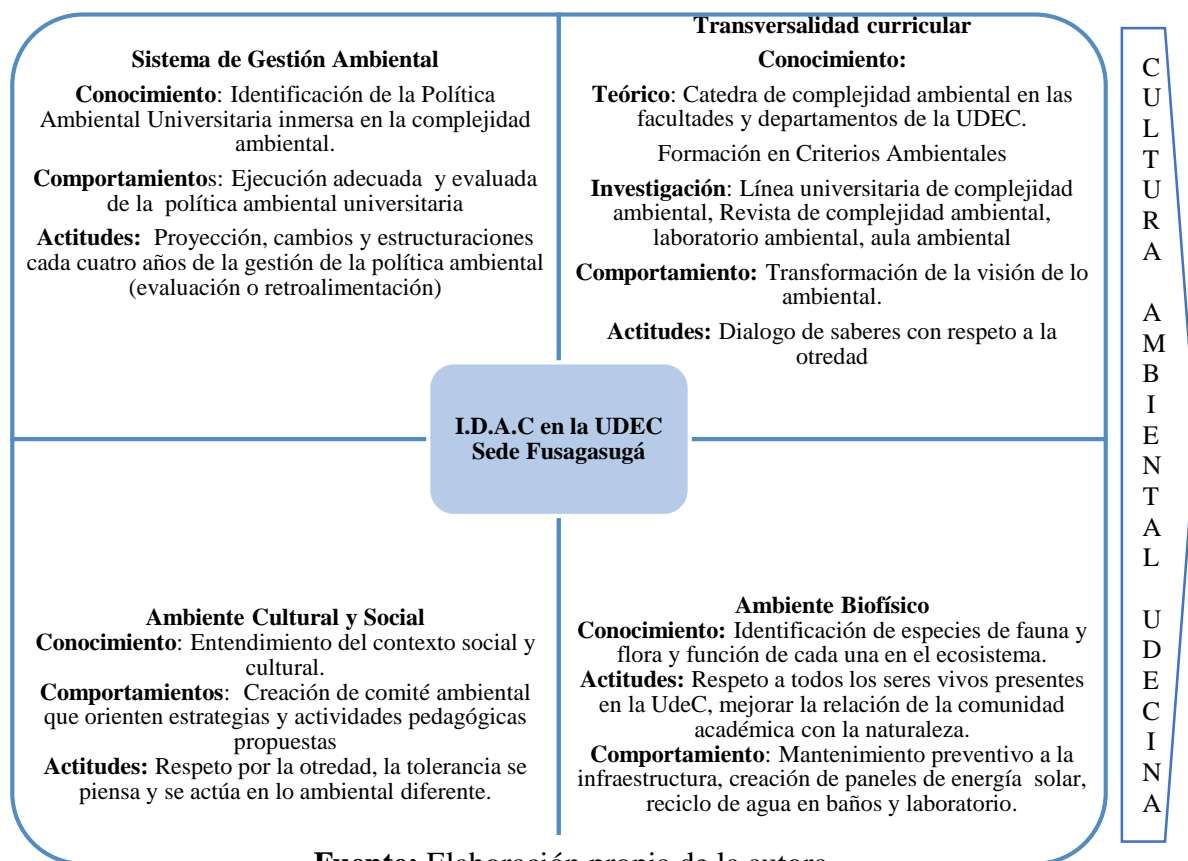 Sistema de Gestión Ambiental
Conocimiento: Identificación de la Política
Ambiental Universitaria inmersa en la complejidad
ambiental.
Comportamientos: Ejecución adecuada y evaluada
de la política ambiental universitaria
Actitudes: Proyección, cambios y estructuraciones
cada cuatro años de la gestión de la política ambiental
(evaluación o retroalimentación)
Transversalidad curricular
Conocimiento:
Teórico: Catedra de complejidad ambiental en las
facultades y departamentos de la UDEC.
Formación en Criterios Ambientales
Investigación: Línea universitaria de complejidad
ambiental, Revista de complejidad ambiental,
laboratorio ambiental, aula ambiental
Comportamiento: Transformación de la visión de lo
ambiental.
Actitudes: Dialogo de saberes con respeto a la
otredad
I.D.A.C en la UDEC
Sede Fusagasugá
Ambiente Cultural y Social
Conocimiento: Entendimiento del contexto social y
cultural.
Comportamientos: Creación de comité ambiental
que orienten estrategias y actividades pedagógicas
propuestas
Actitudes: Respeto por la otredad, la tolerancia se
piensa y se actúa en lo ambiental diferente.
Ambiente Biofísico
Conocimiento: Identificación de especies de fauna y
flora y función de cada una en el ecosistema.
Actitudes: Respeto a todos los seres vivos presentes
en la UdeC, mejorar la relación de la comunidad
académica con la naturaleza.
Comportamiento: Mantenimiento preventivo a la
infraestructura, creación de paneles de energía solar,
reciclo de agua en baños y laboratorio.
CULTURA AMBIENTAL UDECINA
Fuente: Elaboración propia de la autora